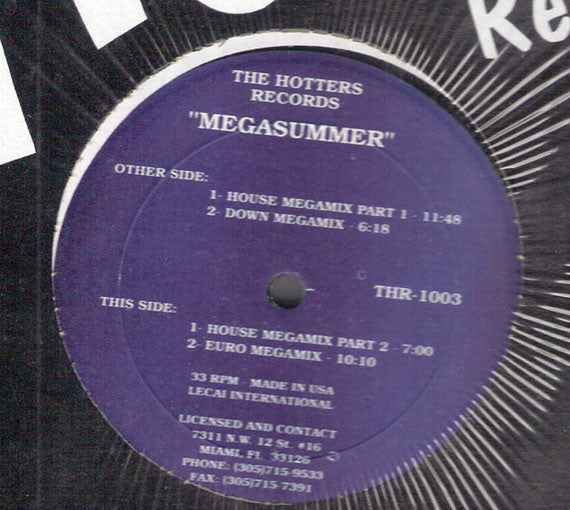 Re
THE HOTTERS
RECORDS
"MEGASUMMER"
OTHER SIDE:
1- HOUSE MEGAMIX PART 1 - 11:48
2- DOWN MEGAMIX - 6:18
THR-1003
THIS SIDE:
1- HOUSE MEGAMIX PART 2 - 7:00
2- EURO MEGAMIX - 10:10
33 RPM - MADE IN USA
LECAI INTERNATIONAL
LICENSED AND CONTACT
7311 N.W. 12 St. #16
MIAMI, FL 33126
PHONE: (305)715-9533
FAX: (305)715-7391